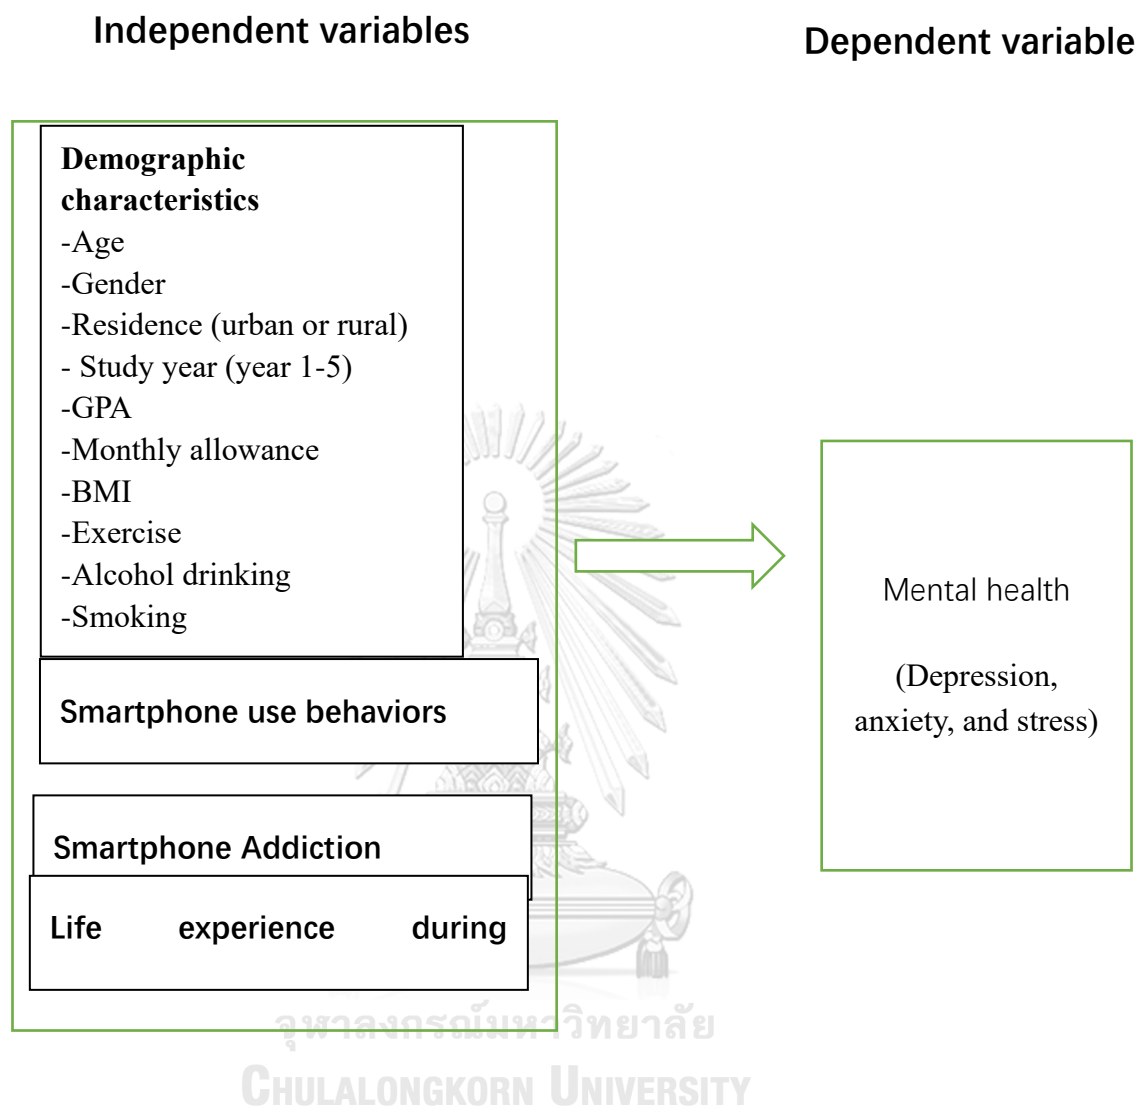 Independent variables
Dependent variable
Demographic
characteristics
-Age
-Gender
-Residence (urban or rural)
- Study year (year 1-5)
-GPA
-Monthly allowance
-BMI
-Exercise
-Alcohol drinking
-Smoking
Smartphone use behaviors
Smartphone Addiction
Life experience during
Mental health
(Depression,
anxiety, and stress)
จุฬาลงกรณ์มหาวิทยาลัย
CHULALONGKORN UNIVERSITY